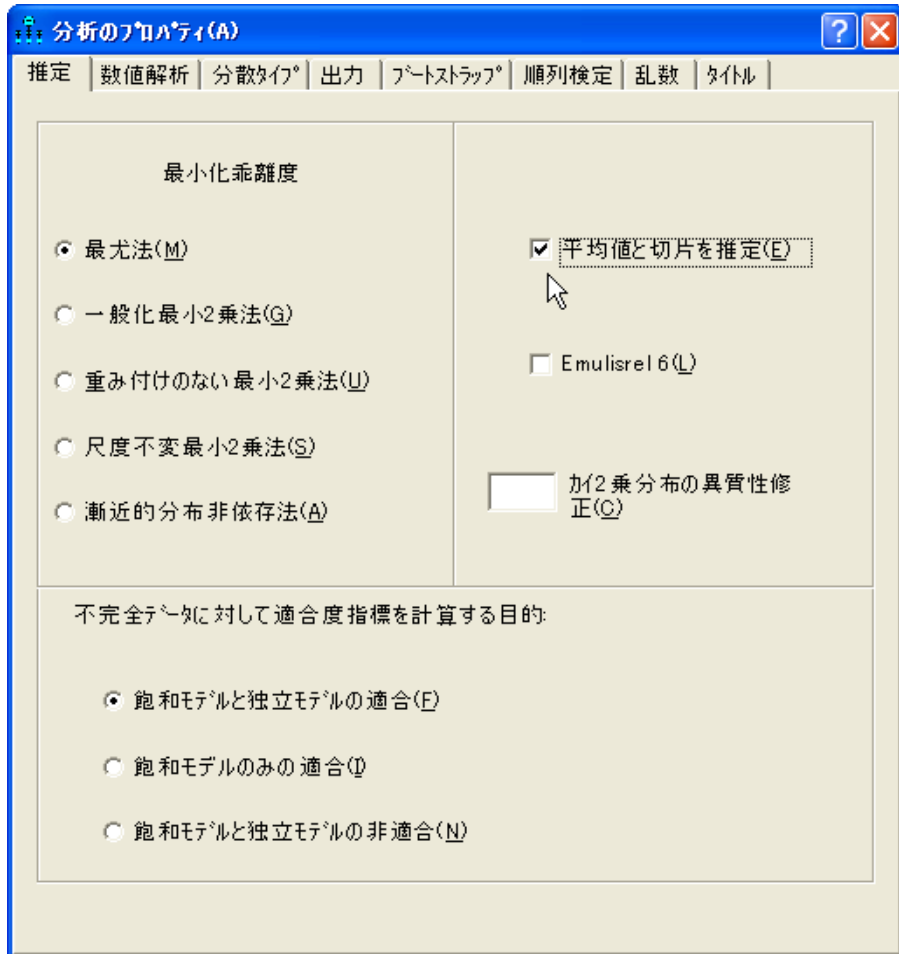 分析のﾌﾟﾛﾊﾟﾃｨ(A)
推定 数値解析 分散ﾀｲﾌﾟ 出力 ﾌﾞｰﾄｽﾄﾗｯﾌﾟ 順列検定 乱数 ﾀｲﾄﾙ
最小化乖離度
最尤法(M)
一般化最小2乗法(G)
重み付けのない最小2乗法(U)
尺度不変最小2乗法(S)
漸近的分布非依存法(A)
平均値と切片を推定(E)
Emulisrel 6(L)
ｶｲ2乗分布の異質性修
正(C)
不完全ﾃﾞｰﾀに対して適合度指標を計算する目的:
飽和ﾓﾃﾞﾙと独立ﾓﾃﾞﾙの適合(F)
飽和モデルのみの適合(I)
飽和ﾓﾃﾞﾙと独立ﾓﾃﾞﾙの非適合(N)